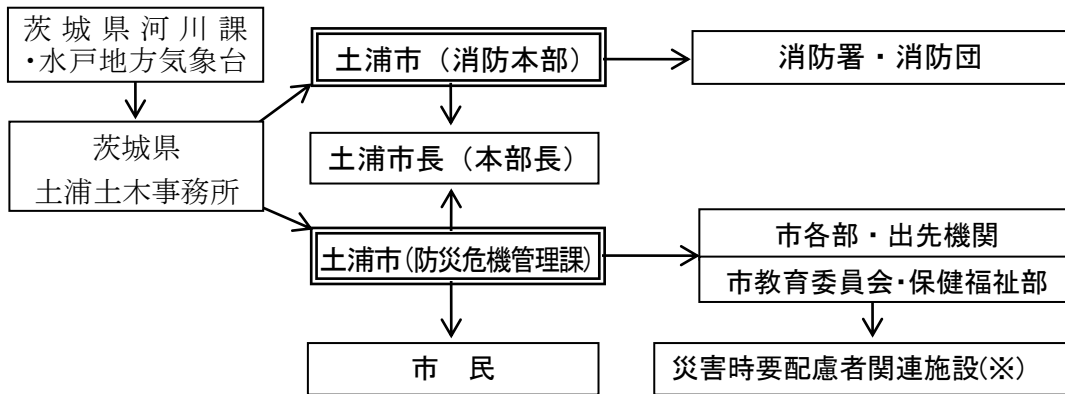 茨城県河川課
・水戸地方気象台
土浦市（消防本部）
消防署・消防団
茨城県
土浦土木事務所
土浦市長（本部長）
土浦市(防災危機管理課)
市各部・出先機関
市教育委員会・保健福祉部
市　民
災害時要配慮者関連施設(※)